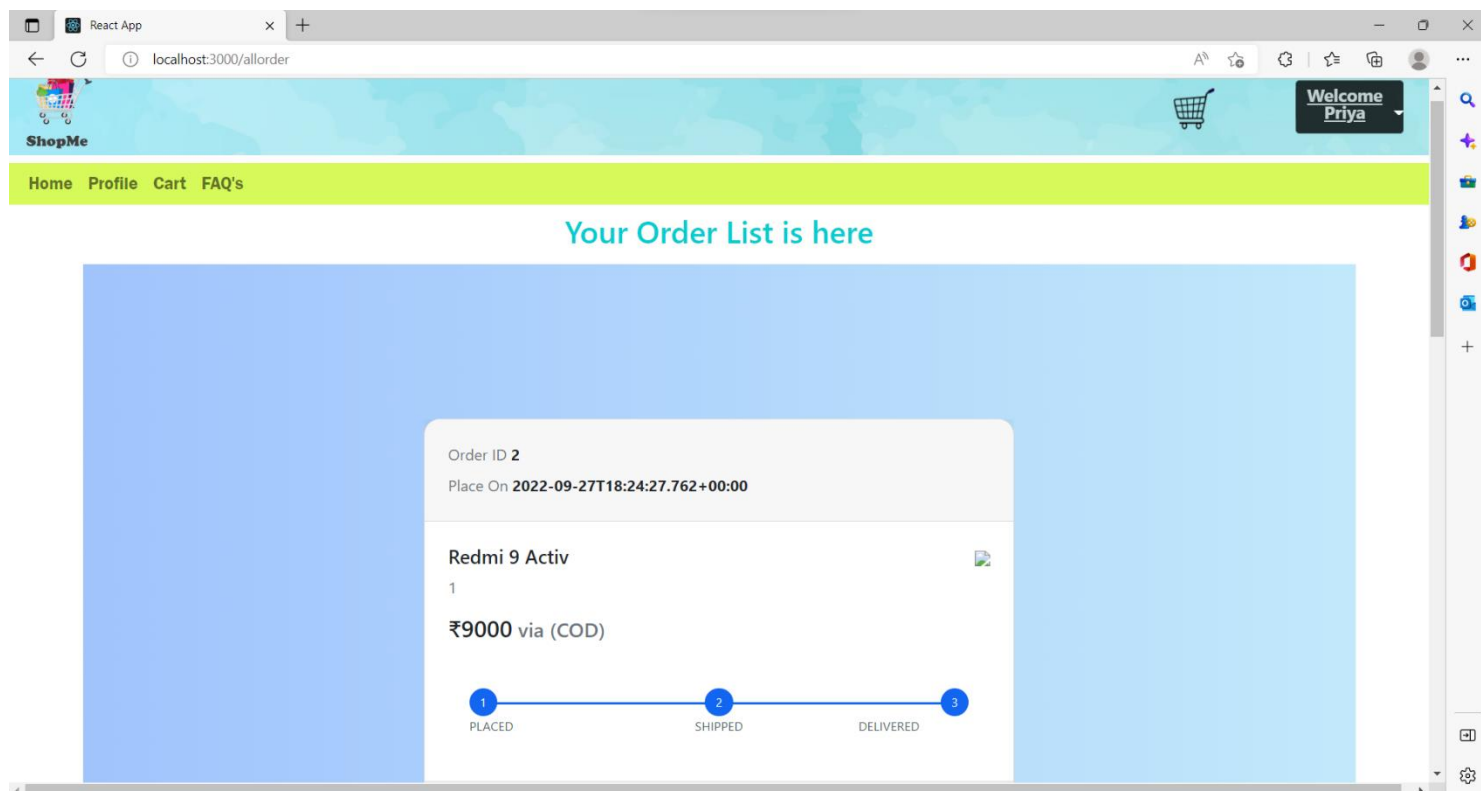 React App
localhost:3000/allorder
ShopMe
Welcome
Priya
Home Profile Cart FAQ's
Your Order List is here
Order ID 2
Place On 2022-09-27T18:24:27.762+00:00
Redmi 9 Activ
1
₹9000 via (COD)
1 2 3
PLACED SHIPPED DELIVERED